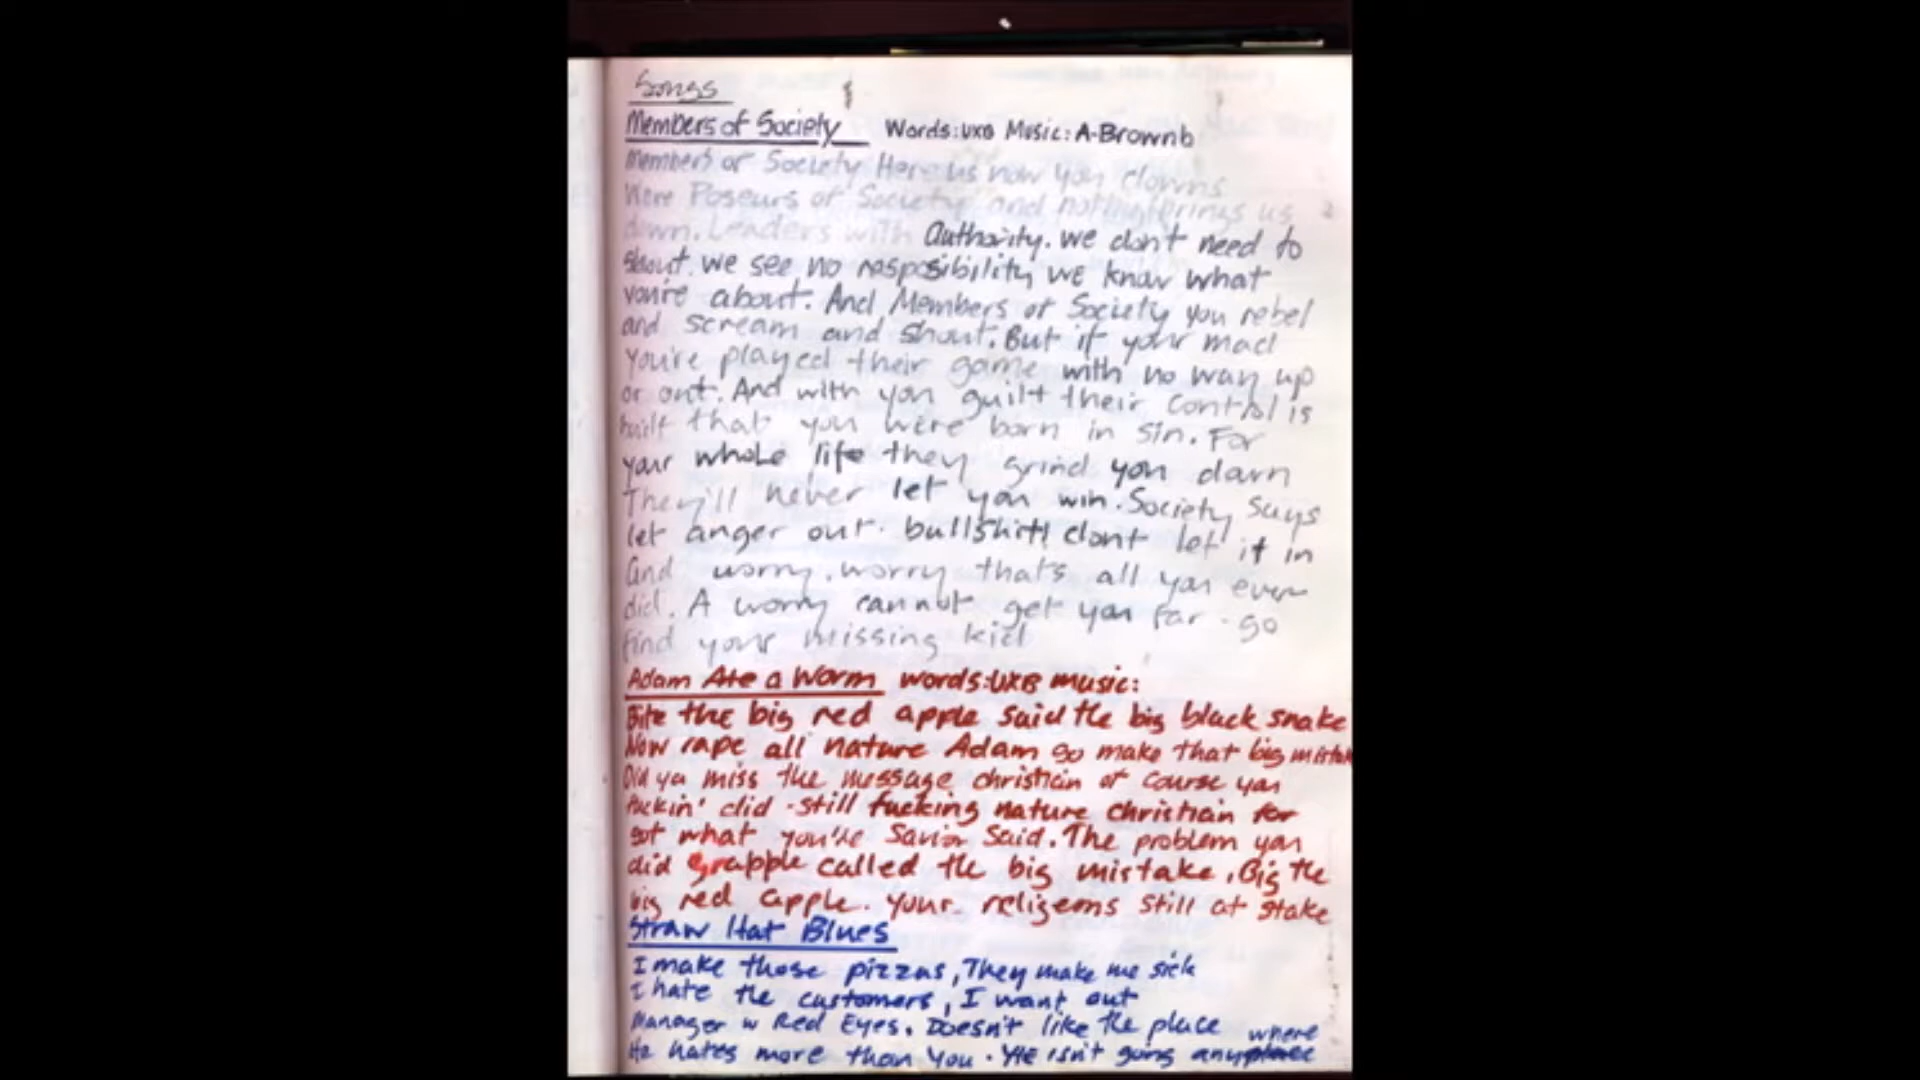 Songs
Members of Society Words: UXB Music: A-Brownb
Members of Society Here us now you clowns
Were Poseurs of Society and nothing brings us
down. Leaders with authority. we don't need to
shout. we see no resposibility we know what
you're about. And Members of Society you rebel
and scream and shout. But if your mad
you're played their game with no way up
or out. And with you guilt their control is
built that you were born in sin. For
your whole life they grind you down
They'll never let you win. Society says
let anger out. bullshit! dont let it in
And worry, worry thats all you ever
did. A worry cannot get you far. go
find your missing kid
Adam Ate a Worm words: UXB music:
Bite the big red apple said the big black snake
Now rape all nature Adam go make that big mistak
Did ya miss the message christian of course you
fuckin' did - still fucking nature christian for
got what you're Savior Said. The problem you
did grapple called the big mistake, Big the
big red apple. your religems still at stake
Straw Hat Blues
I make those pizzas, They make me sick
I hate the customers, I want out
Manager w Red Eyes. Doesn't like the place
He hates more than you. He isn't going anywhere